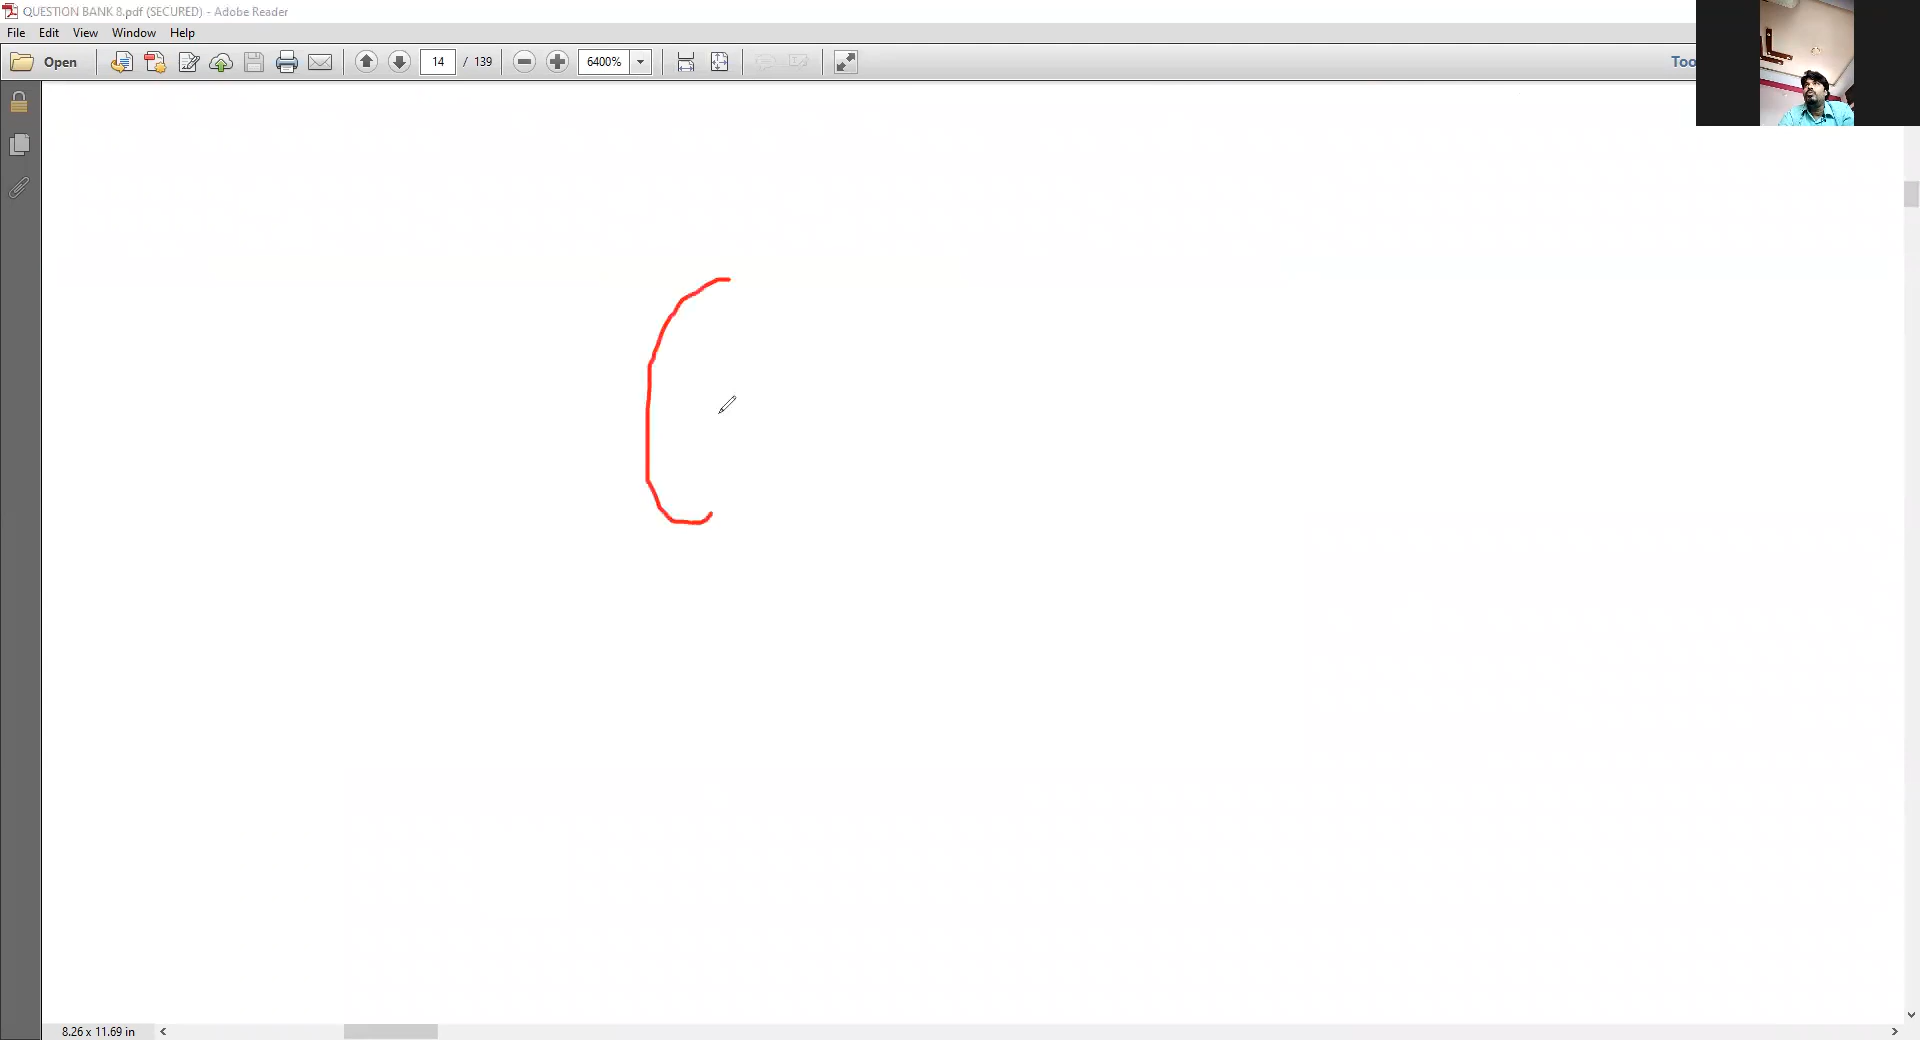 QUESTION BANK 8.pdf (SECURED) - Adobe Reader
File Edit View Window Help
Open 14 / 139 6400% Too
8.26 x 11.69 in